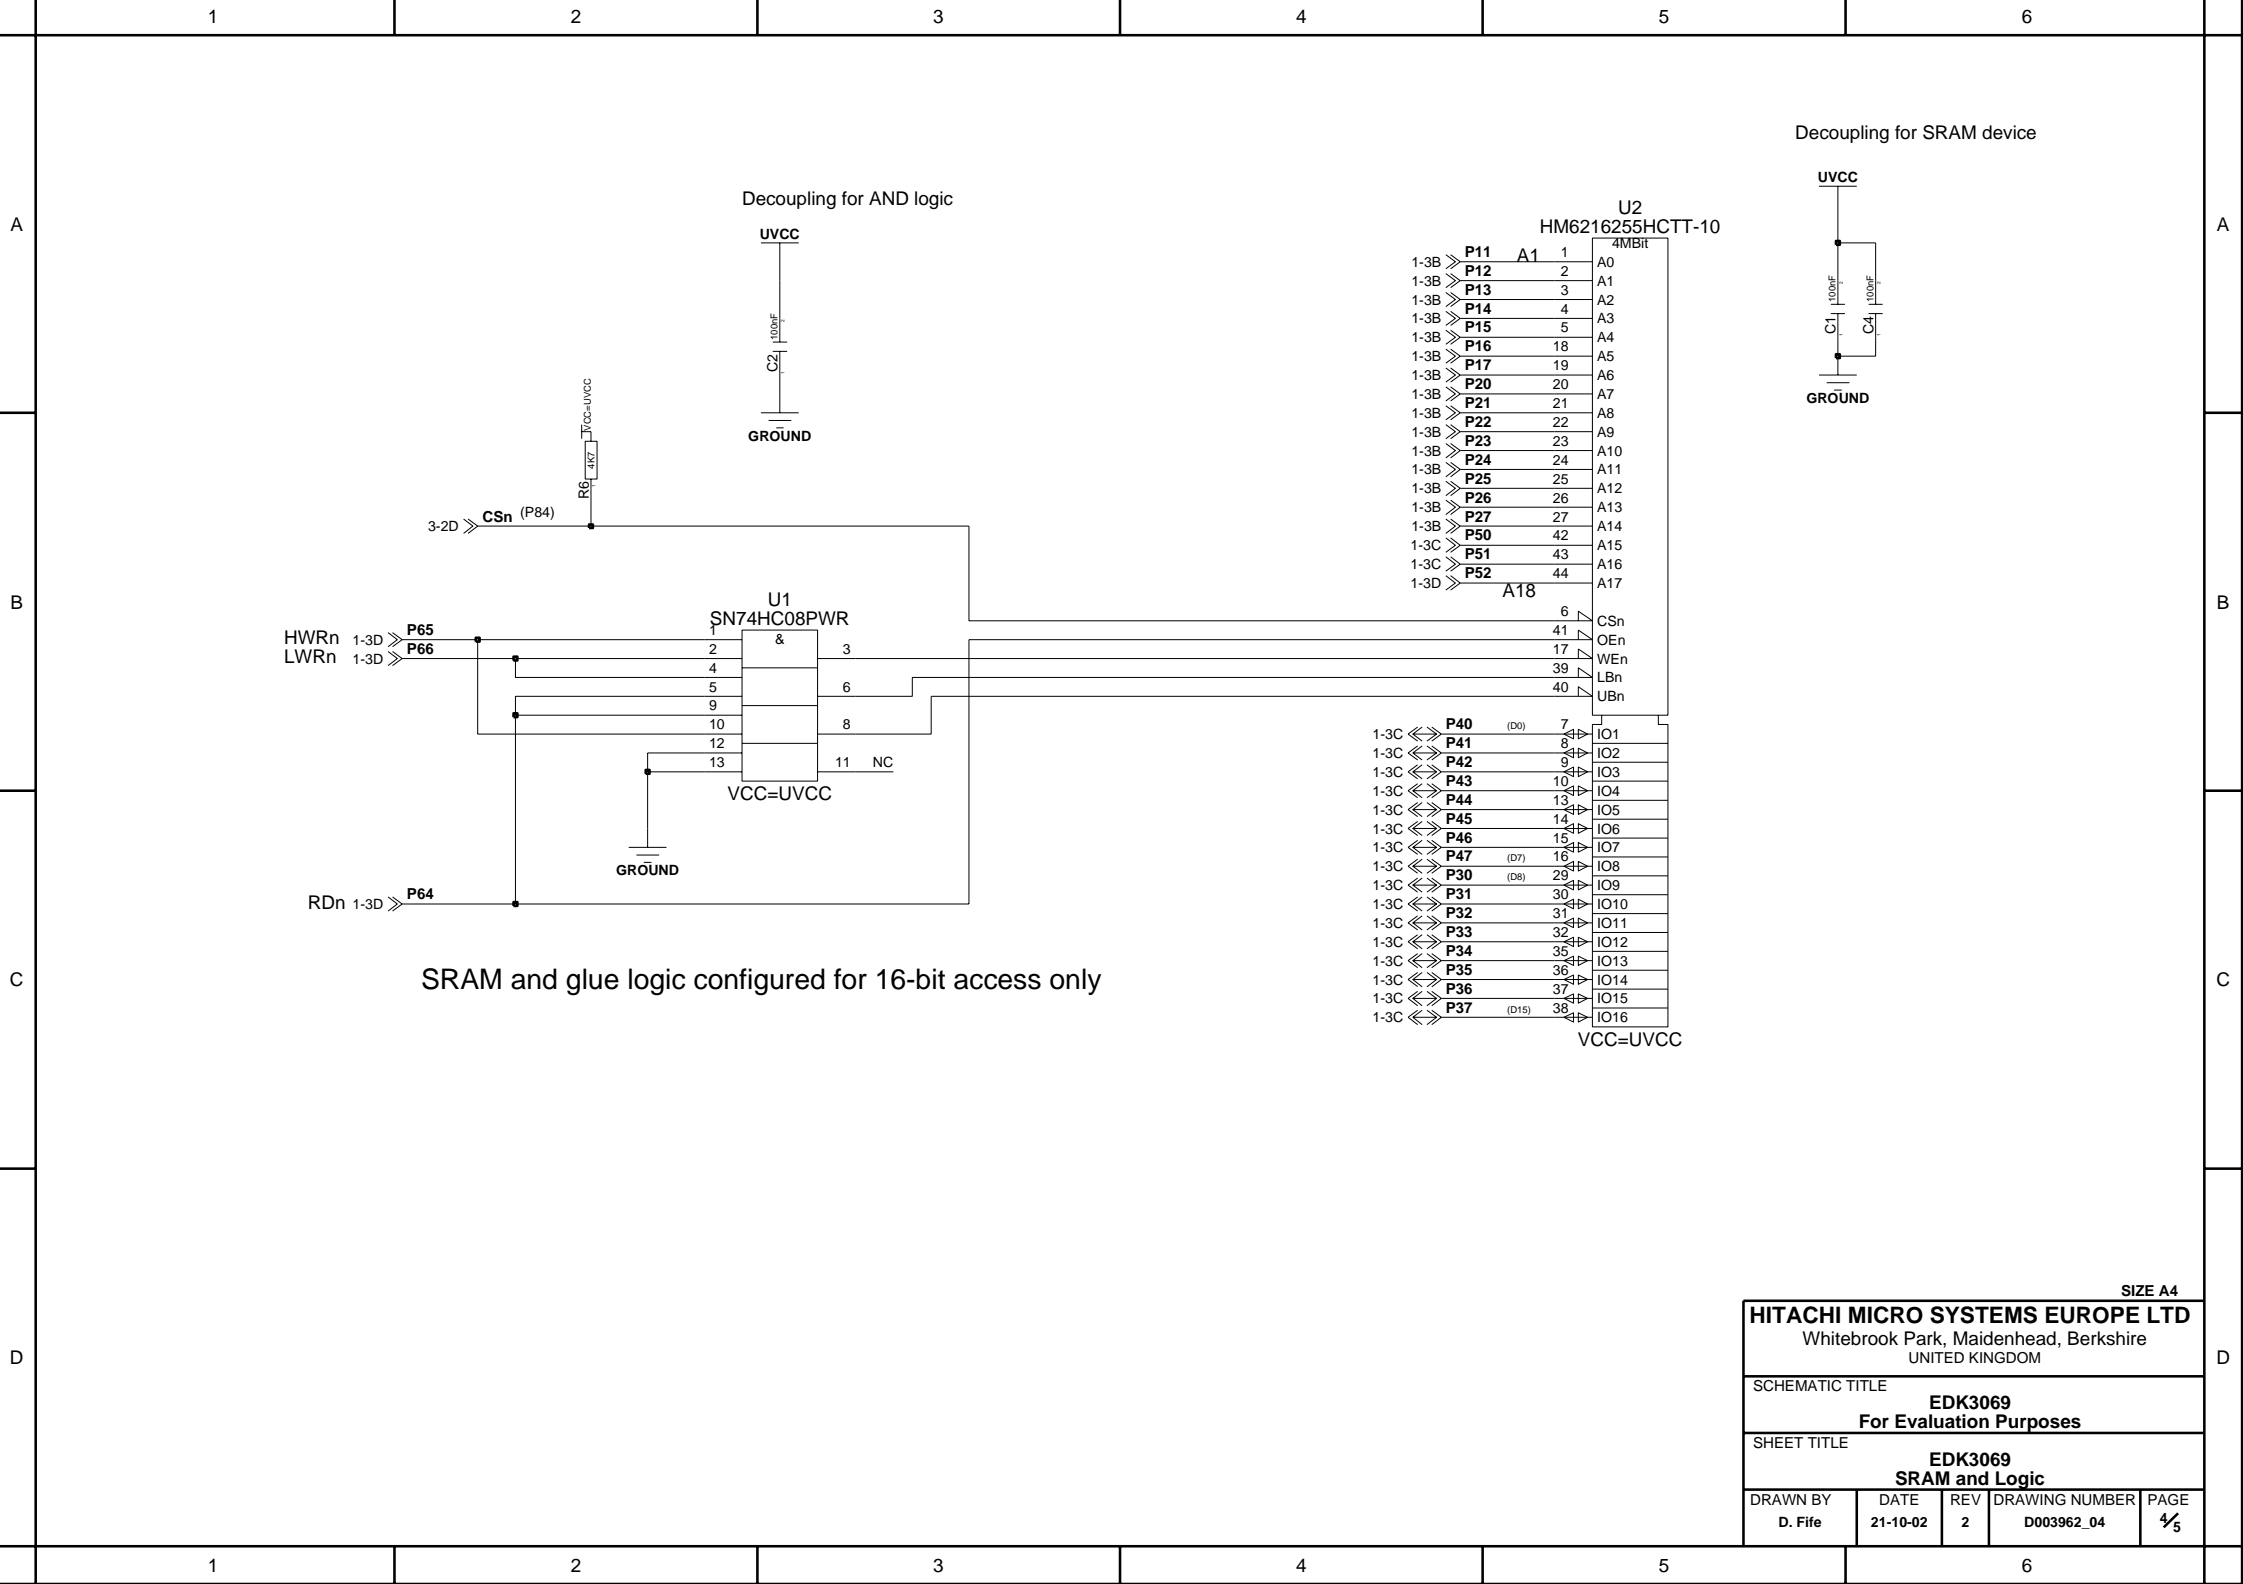 1 2 3 4 5 6
A A
B B
C C
D D
Decoupling for SRAM device
UVCC
100nF 100nF
C1 C4
GROUND
Decoupling for AND logic
UVCC
100nF
C2
GROUND
VCC=UVCC
4K7
R6
3-2D CSn (P84)
U1
SN74HC08PWR
HWRn 1-3D P65 1 &
LWRn 1-3D P66 2 3
4
5 6
9
10 8
12
13 11 NC
VCC=UVCC
GROUND
RDn 1-3D P64
SRAM and glue logic configured for 16-bit access only
U2
HM6216255HCTT-10
4MBit
1-3B P11 A1 1 A0
1-3B P12 2 A1
1-3B P13 3 A2
1-3B P14 4 A3
1-3B P15 5 A4
1-3B P16 18 A5
1-3B P17 19 A6
1-3B P20 20 A7
1-3B P21 21 A8
1-3B P22 22 A9
1-3B P23 23 A10
1-3B P24 24 A11
1-3B P25 25 A12
1-3B P26 26 A13
1-3B P27 27 A14
1-3C P50 42 A15
1-3C P51 43 A16
1-3D P52 A18 44 A17
6 CSn
41 OEn
17 WEn
39 LBn
40 UBn
1-3C P40 (D0) 7 IO1
1-3C P41 8 IO2
1-3C P42 9 IO3
1-3C P43 10 IO4
1-3C P44 13 IO5
1-3C P45 14 IO6
1-3C P46 15 IO7
1-3C P47 (D7) 16 IO8
1-3C P30 (D8) 29 IO9
1-3C P31 30 IO10
1-3C P32 31 IO11
1-3C P33 32 IO12
1-3C P34 35 IO13
1-3C P35 36 IO14
1-3C P36 37 IO15
1-3C P37 (D15) 38 IO16
VCC=UVCC
SIZE A4
HITACHI MICRO SYSTEMS EUROPE LTD
Whitebrook Park, Maidenhead, Berkshire
UNITED KINGDOM
SCHEMATIC TITLE
EDK3069
For Evaluation Purposes
SHEET TITLE
EDK3069
SRAM and Logic
DRAWN BY DATE REV DRAWING NUMBER PAGE
D. Fife 21-10-02 2 D003962_04 4/5
1 2 3 4 5 6